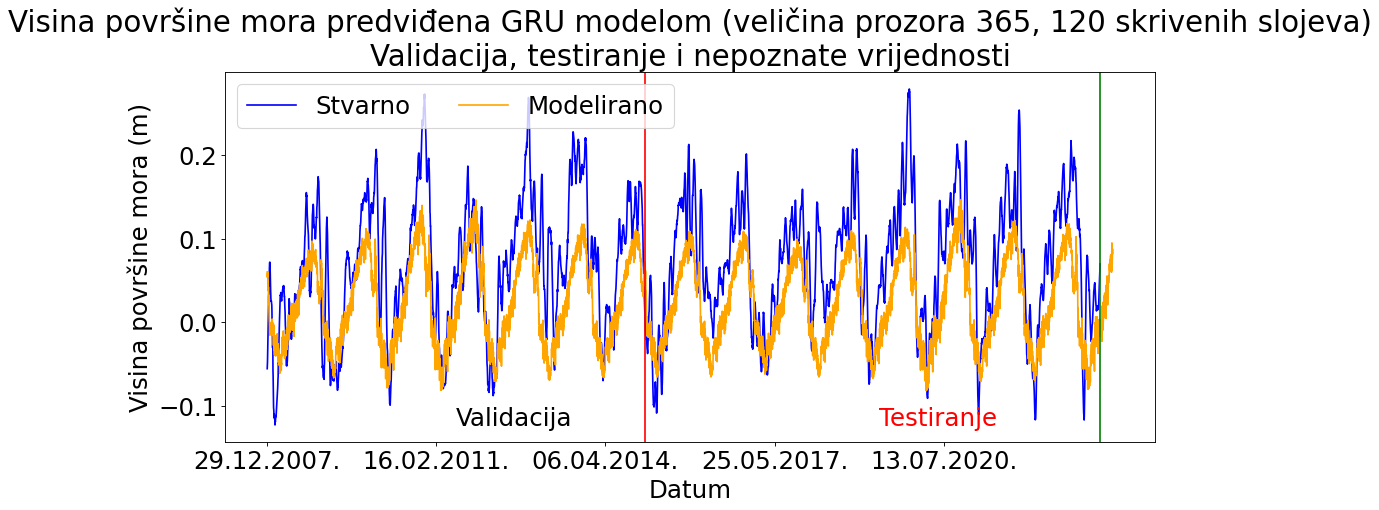 Visina površine mora predviđena GRU modelom (veličina prozora 365, 120 skrivenih slojeva)
Validacija, testiranje i nepoznate vrijednosti
Stvarno Modelirano
Visina površine mora (m)
0.2
0.1
0.0
−0.1
Validacija Testiranje
29.12.2007. 16.02.2011. 06.04.2014. 25.05.2017. 13.07.2020.
Datum